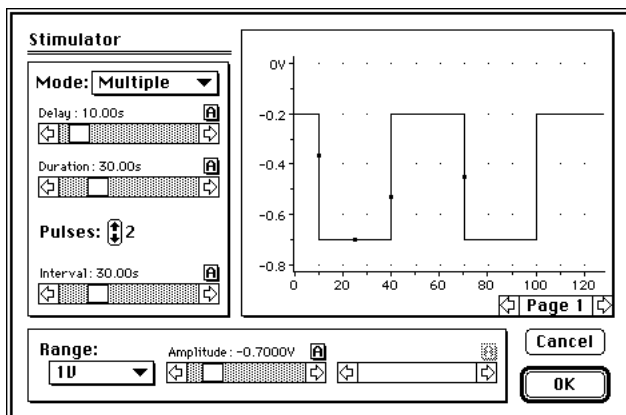 Stimulator
Mode: Multiple
Delay : 10.00s A
Duration : 30.00s A
Pulses: 2
Interval : 30.00s A
0V
-0.2
-0.4
-0.6
-0.8
0 20 40 60 80 100 120
Page 1
Range:
1V
Amplitude : -0.7000V A
Cancel
OK